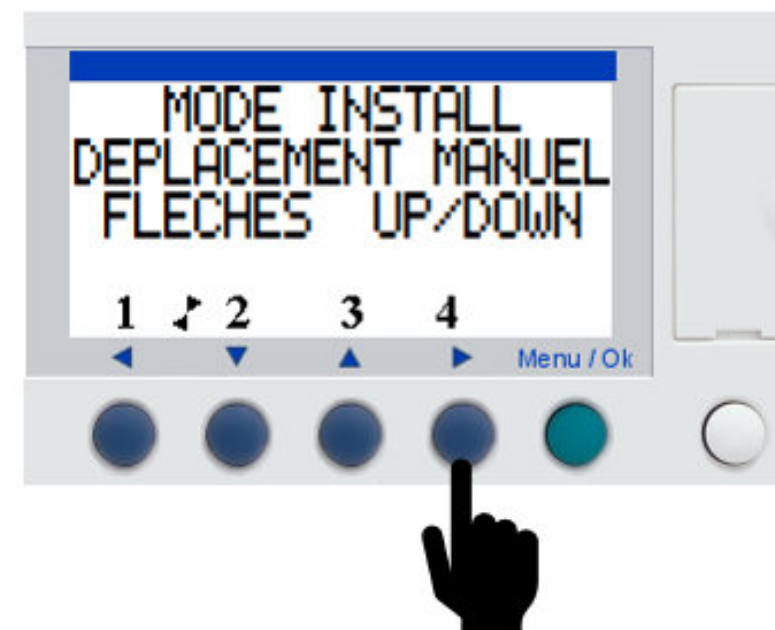 MODE INSTALL
DEPLACEMENT MANUEL
FLECHES UP/DOWN
1 2 3 4
Menu / Ok